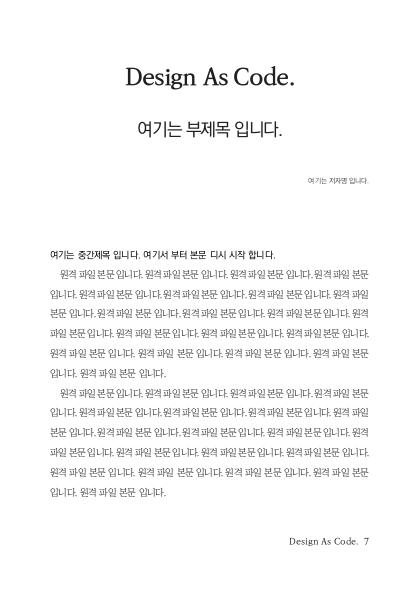 Design As Code.
여기는 부제목 입니다.
여기는 저자명 입니다.
여기는 중간제목 입니다. 여기서 부터 본문 다시 시작 합니다.
원격 파일 본문 입니다. 원격 파일 본문 입니다. 원격 파일 본문 입니다. 원격 파일 본문
입니다. 원격 파일 본문 입니다. 원격 파일 본문 입니다. 원격 파일 본문 입니다. 원격 파일
본문 입니다. 원격 파일 본문 입니다. 원격 파일 본문 입니다. 원격 파일 본문 입니다. 원격
파일 본문 입니다. 원격 파일 본문 입니다. 원격 파일 본문 입니다. 원격 파일 본문 입니다.
원격 파일 본문 입니다. 원격 파일 본문 입니다. 원격 파일 본문 입니다. 원격 파일 본문
입니다. 원격 파일 본문 입니다.
원격 파일 본문 입니다. 원격 파일 본문 입니다. 원격 파일 본문 입니다. 원격 파일 본문
입니다. 원격 파일 본문 입니다. 원격 파일 본문 입니다. 원격 파일 본문 입니다. 원격 파일
본문 입니다. 원격 파일 본문 입니다. 원격 파일 본문 입니다. 원격 파일 본문 입니다. 원격
파일 본문 입니다. 원격 파일 본문 입니다. 원격 파일 본문 입니다. 원격 파일 본문 입니다.
원격 파일 본문 입니다. 원격 파일 본문 입니다. 원격 파일 본문 입니다. 원격 파일 본문
입니다. 원격 파일 본문 입니다.
Design As Code. 7